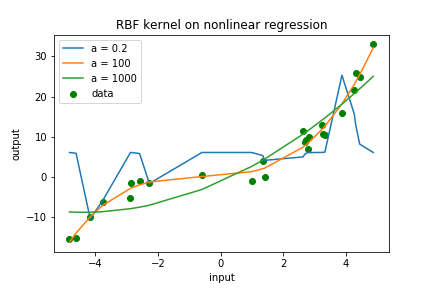 RBF kernel on nonlinear regression
a = 0.2
a = 100
a = 1000
data
output
30
20
10
0
−10
−4
−2
0
2
4
input